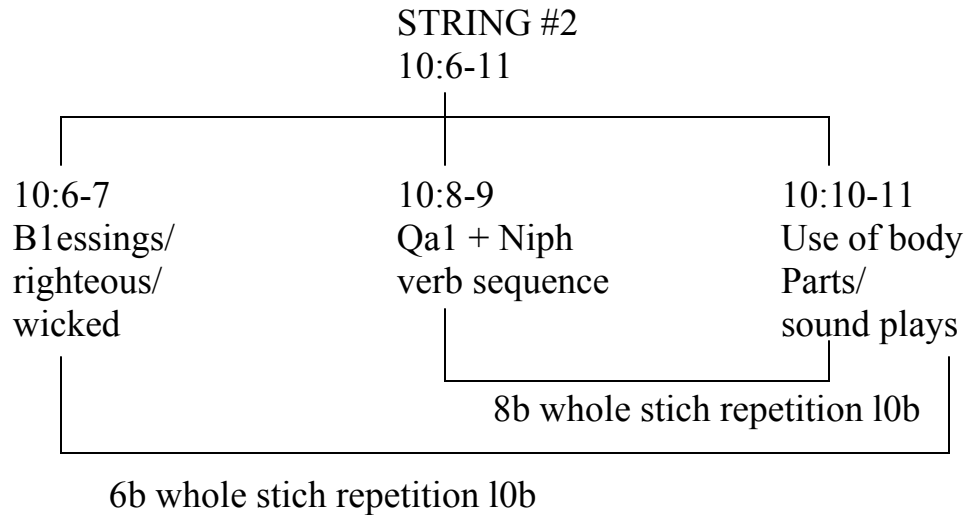 STRING #2
10:6-11
10:6-7
B1essings/
righteous/
wicked
10:8-9
Qa1 + Niph
verb sequence
10:10-11
Use of body
Parts/
sound plays
8b whole stich repetition l0b
6b whole stich repetition l0b